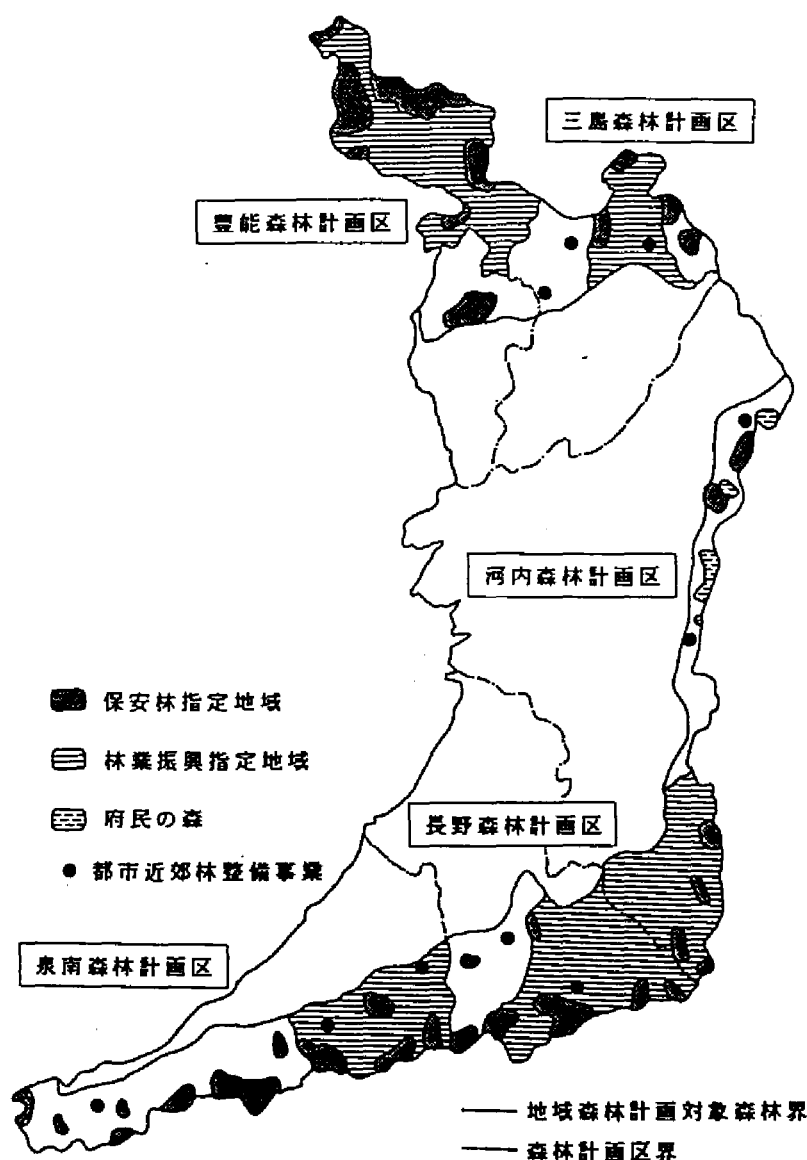 三島森林計画区
豊能森林計画区
河内森林計画区
保安林指定地域
林業振興指定地域
府民の森
長野森林計画区
都市近郊林整備事業
泉南森林計画区
地域森林計画対象森林界
森林計画区界